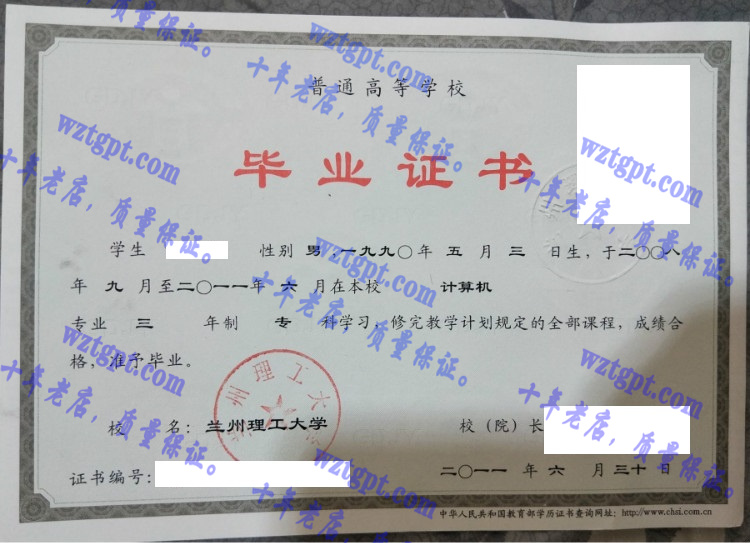 普通高等学校
毕业证书
学生 性别 男，一九九〇年 五 月 三 日生，于二〇〇八
年 九 月至二〇一一年 六 月在本校 计算机
专业 三 年制 专 科学习，修完教学计划规定的全部课程，成绩合
格，准予毕业。
兰州理工大
校 名：兰州理工大学 校（院）长
证书编号：
二〇一一 年 六 月 三十 日
中华人民共和国教育部学历证书查询网址：http://www.chsi.com.cn
wztgpt.com
十年老店，质量保证。